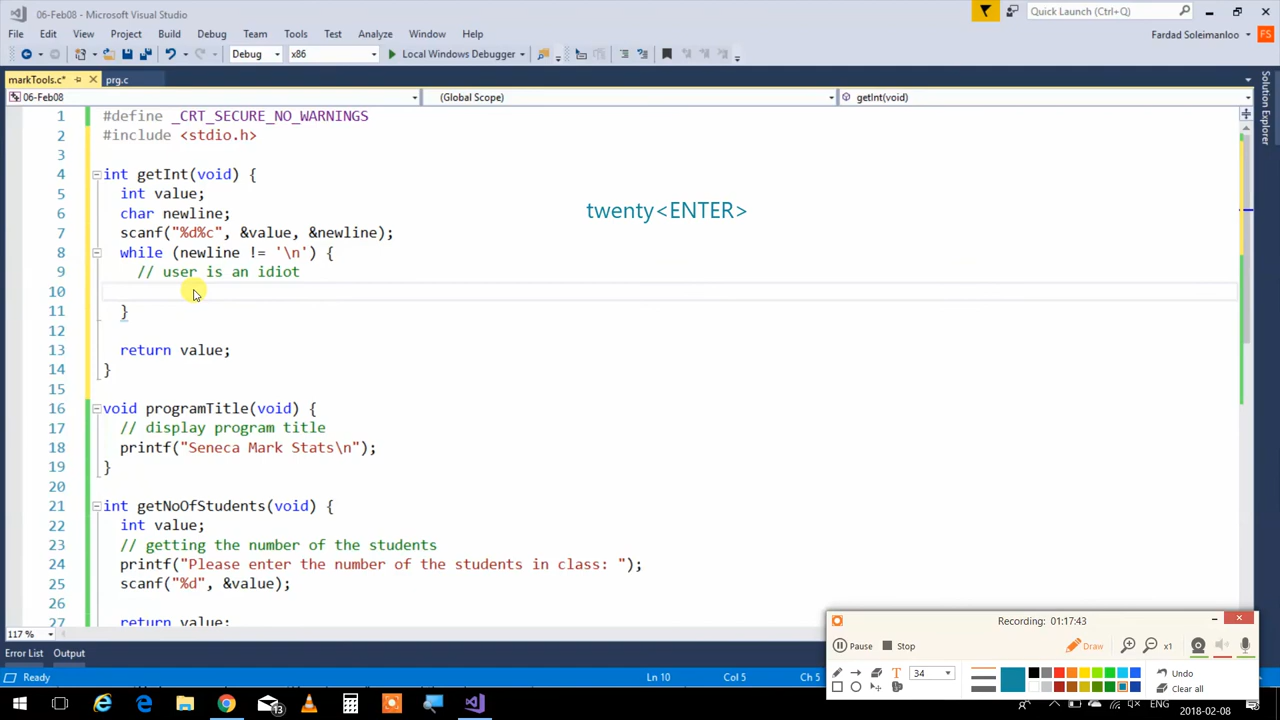 06-Feb08 - Microsoft Visual Studio
Quick Launch (Ctrl+Q)
File Edit View Project Build Debug Team Tools Test Analyze Window Help
Fardad Soleimanloo FS
Debug x86 Local Windows Debugger
markTools.c* prg.c
06-Feb08 (Global Scope) getInt(void)
Solution Explorer
1 #define _CRT_SECURE_NO_WARNINGS
2 #include <stdio.h>
3
4 int getInt(void) {
5 int value;
6 char newline;
twenty<ENTER>
7 scanf("%d%c", &value, &newline);
8 while (newline != '\n') {
9 // user is an idiot
10
11 }
12
13 return value;
14 }
15
16 void programTitle(void) {
17 // display program title
18 printf("Seneca Mark Stats\n");
19 }
20
21 int getNoOfStudents(void) {
22 int value;
23 // getting the number of the students
24 printf("Please enter the number of the students in class: ");
25 scanf("%d", &value);
26
27 return value;
117 %
Error List Output
Ready Ln 10 Col 5 Ch 5
Recording: 01:17:43
Pause Stop Draw x1
T 34 Undo
Clear all
13
ENG
2018-02-08